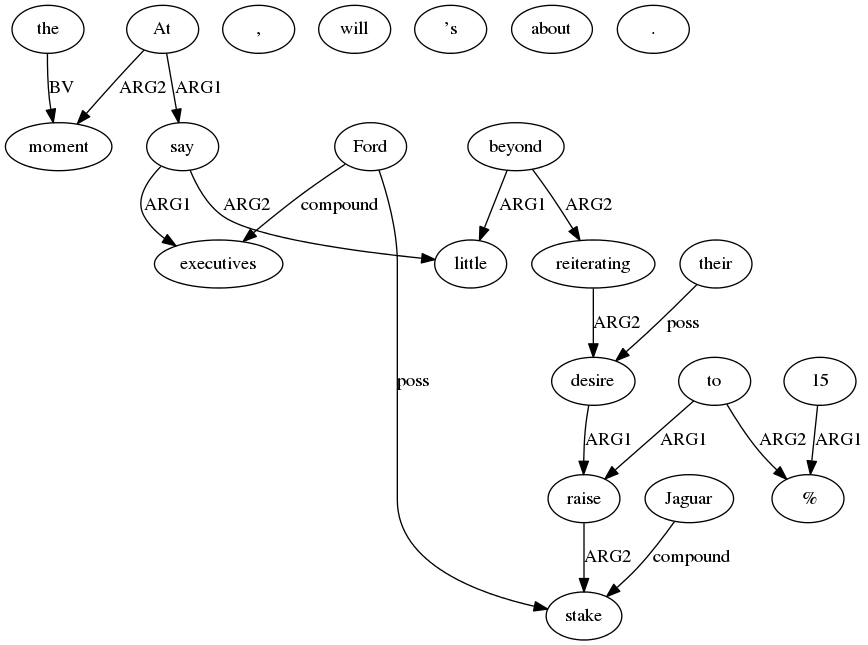 the At , will 's about .
BV ARG2 ARG1
moment say Ford beyond
ARG1 ARG2 compound ARG1 ARG2
executives little reiterating their
ARG2 poss
poss desire to 15
ARG1 ARG1 ARG2 ARG1
raise Jaguar %
ARG2 compound
stake